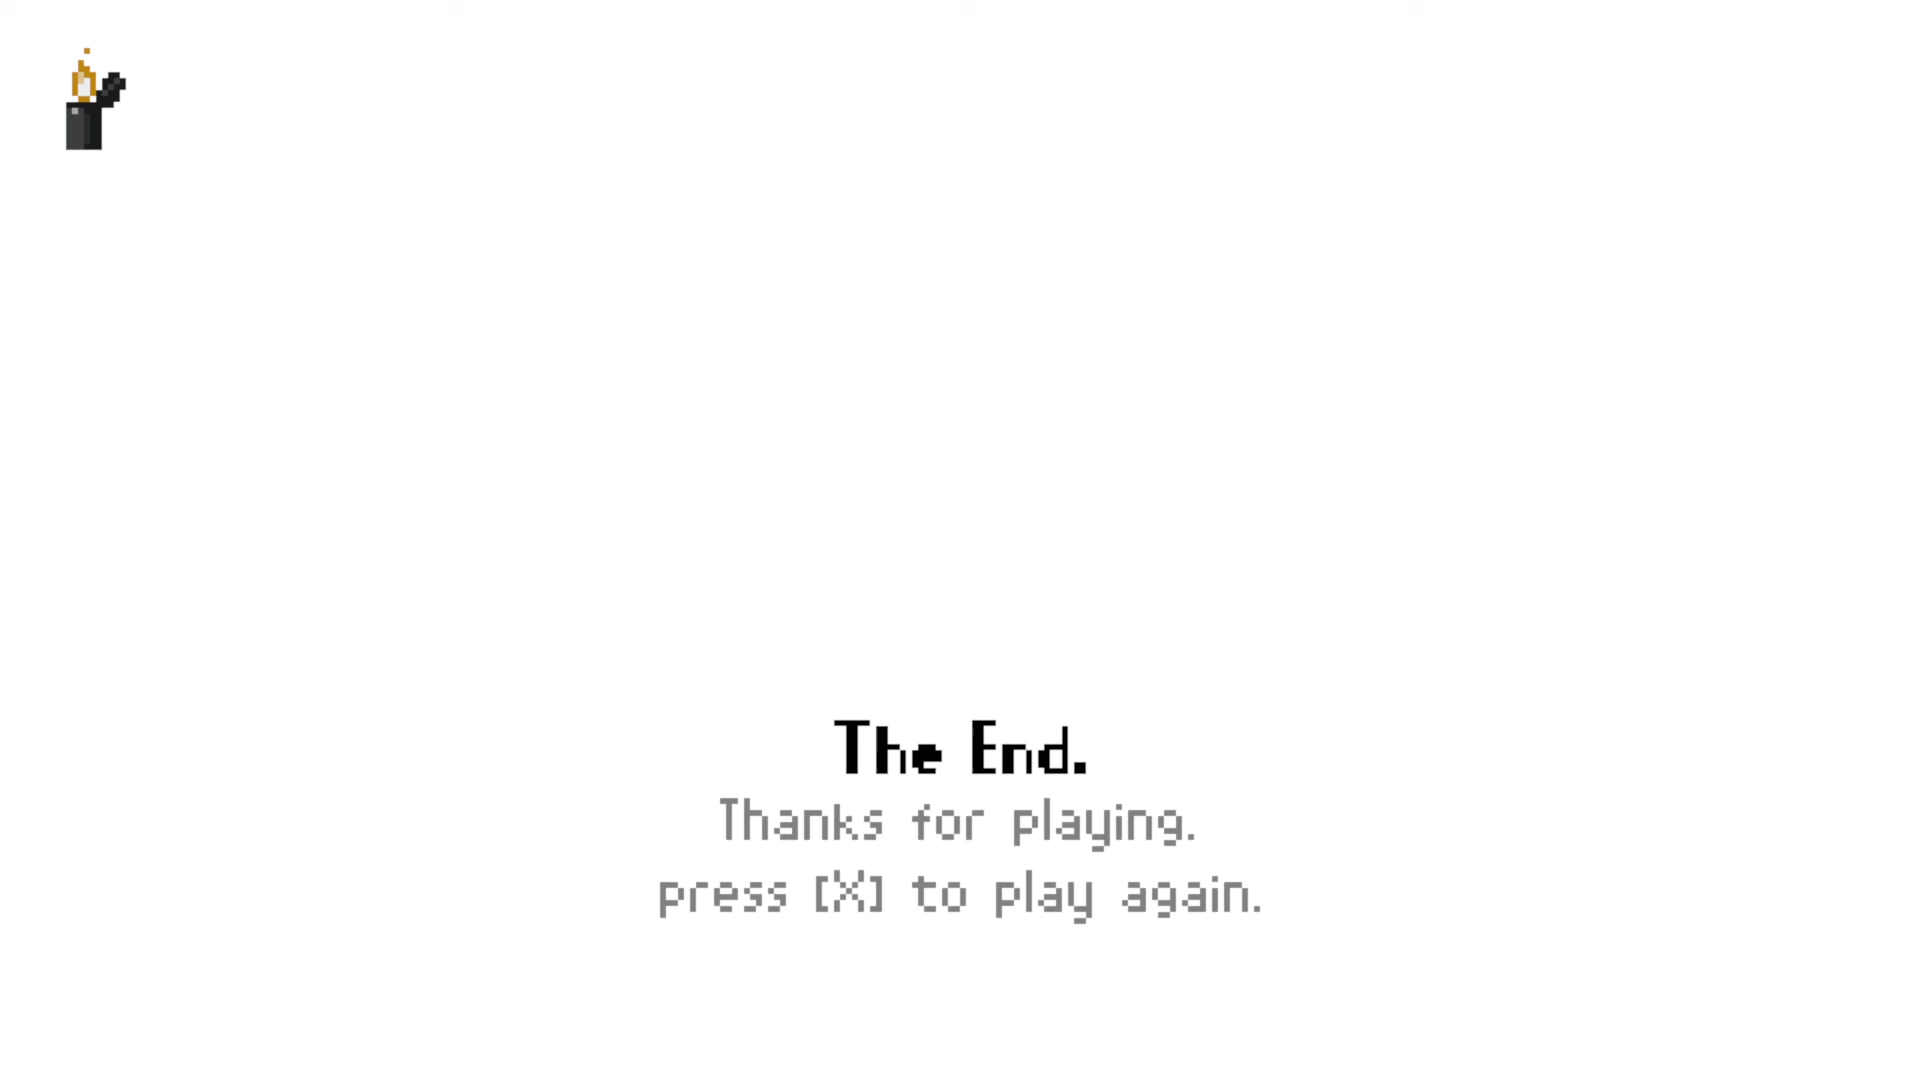 The End.
Thanks for playing.
press [X] to play again.